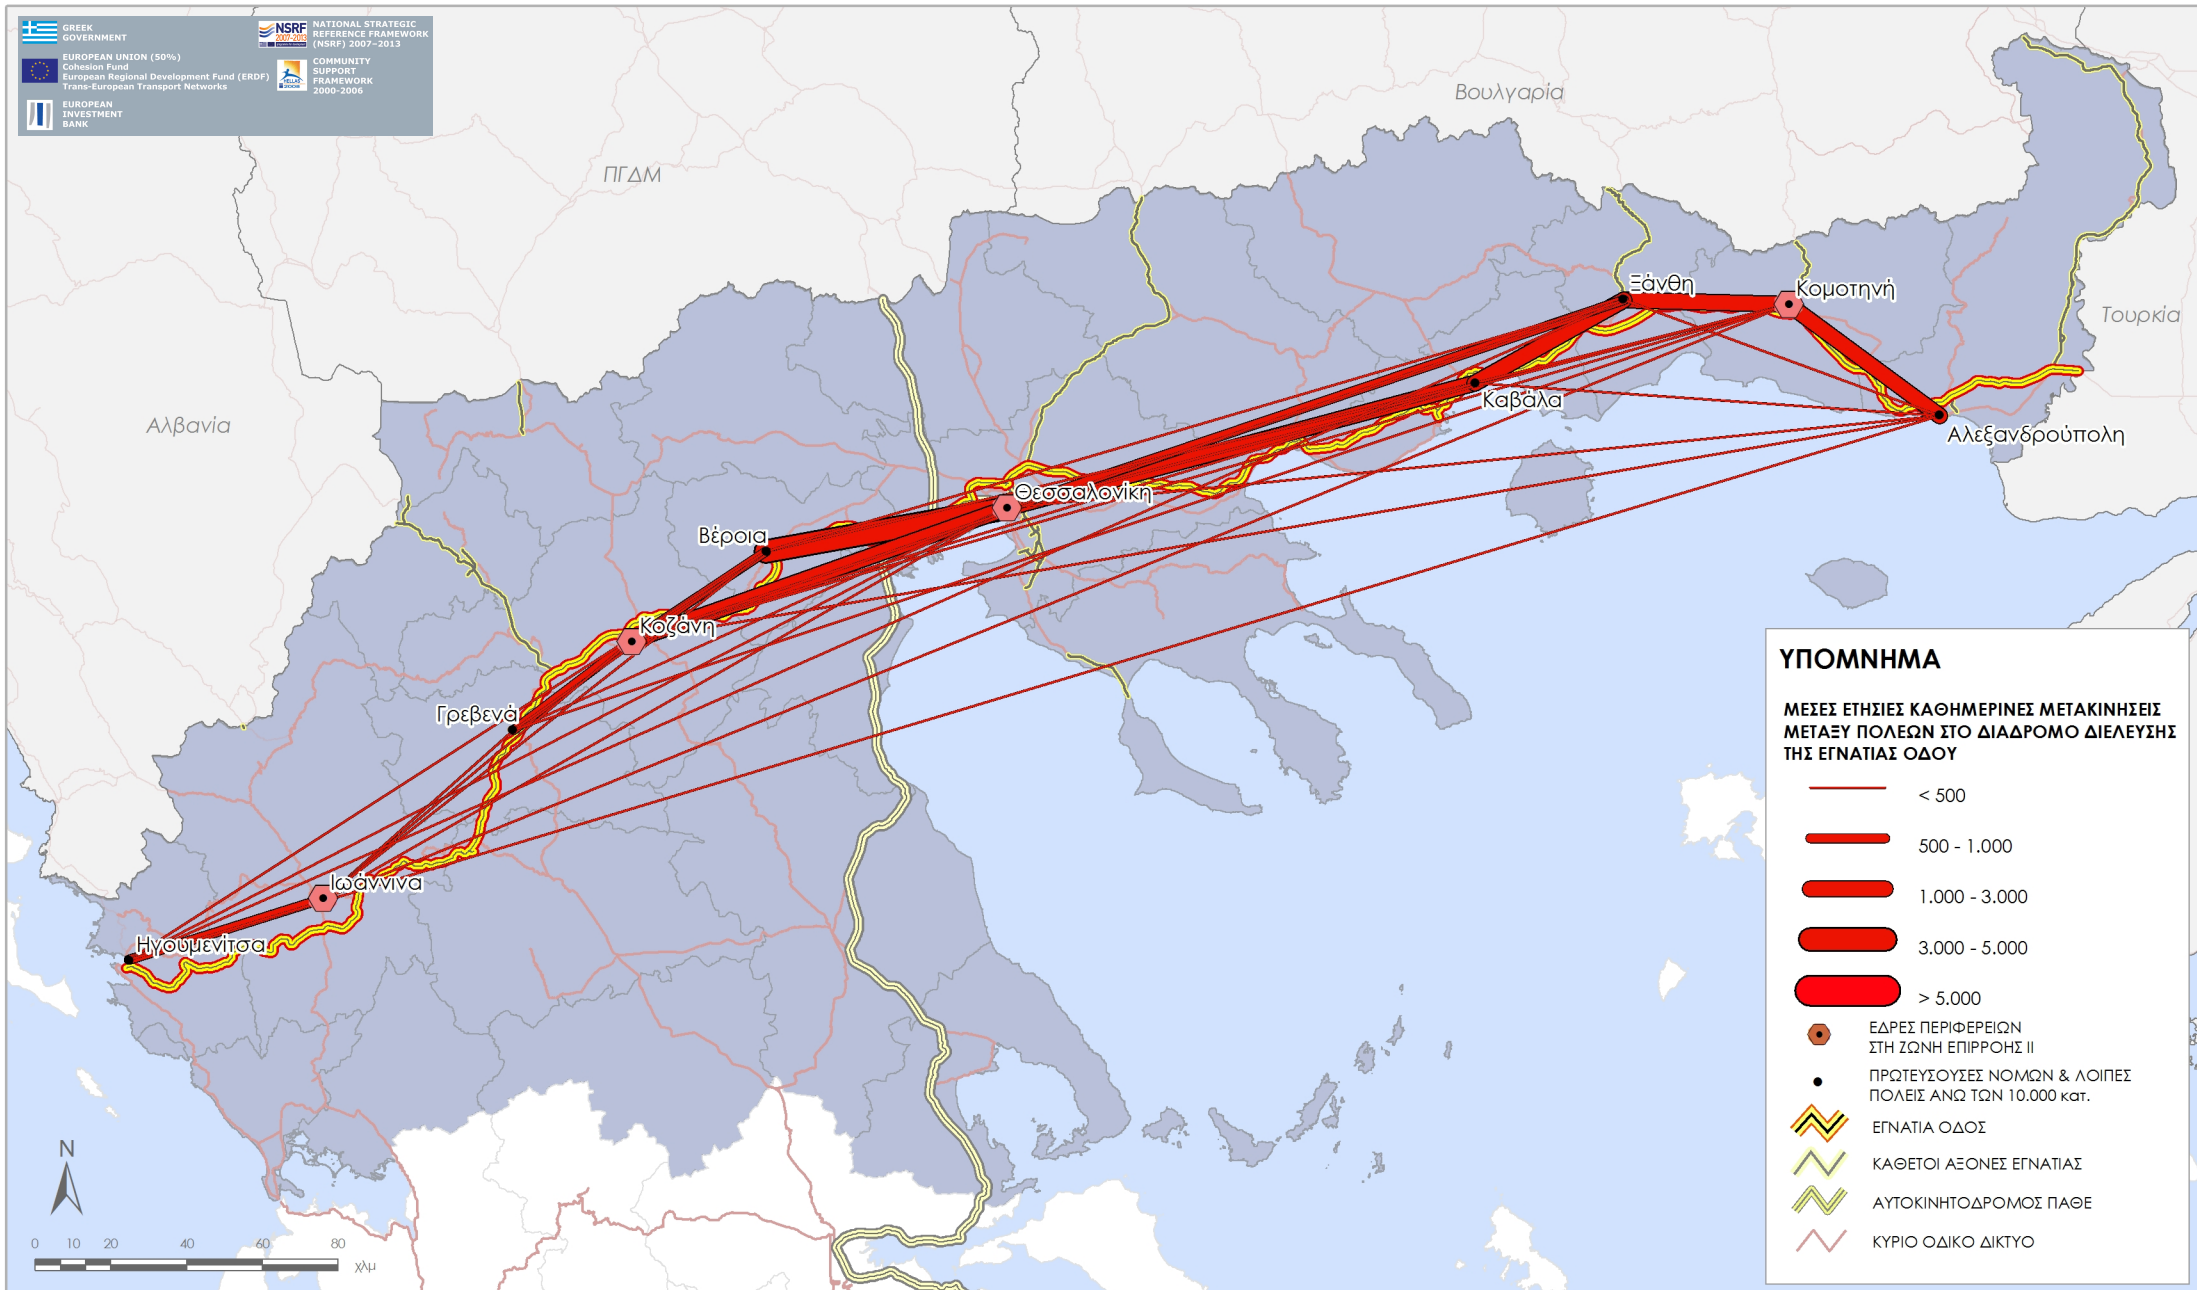 GREEK
GOVERNMENT
EUROPEAN UNION (50%)
Cohesion Fund
European Regional Development Fund (ERDF)
Trans-European Transport Networks
EUROPEAN
INVESTMENT
BANK
NSRF
2007-2013
NATIONAL STRATEGIC
REFERENCE FRAMEWORK
(NSRF) 2007-2013
HELLAS
COMMUNITY
SUPPORT
FRAMEWORK
2000-2006
Βουλγαρία
ΠΓΔΜ
Ξάνθη
Κομοτηνή
Τουρκία
Καβάλα
Αλβανία
Αλεξανδρούπολη
Θεσσαλονίκη
Βέροια
Κοζάνη
Γρεβενά
Ιωάννινα
Ηγουμενίτσα
ΥΠΟΜΝΗΜΑ
ΜΕΣΕΣ ΕΤΗΣΙΕΣ ΚΑΘΗΜΕΡΙΝΕΣ ΜΕΤΑΚΙΝΗΣΕΙΣ
ΜΕΤΑΞΥ ΠΟΛΕΩΝ ΣΤΟ ΔΙΑΔΡΟΜΟ ΔΙΕΛΕΥΣΗΣ
ΤΗΣ ΕΓΝΑΤΙΑΣ ΟΔΟΥ
< 500
500 - 1.000
1.000 - 3.000
3.000 - 5.000
> 5.000
ΕΔΡΕΣ ΠΕΡΙΦΕΡΕΙΩΝ
ΣΤΗ ΖΩΝΗ ΕΠΙΡΡΟΗΣ ΙΙ
ΠΡΩΤΕΥΣΟΥΣΕΣ ΝΟΜΩΝ & ΛΟΙΠΕΣ
ΠΟΛΕΙΣ ΑΝΩ ΤΩΝ 10.000 κατ.
ΕΓΝΑΤΙΑ ΟΔΟΣ
ΚΑΘΕΤΟΙ ΑΞΟΝΕΣ ΕΓΝΑΤΙΑΣ
ΑΥΤΟΚΙΝΗΤΟΔΡΟΜΟΣ ΠΑΘΕ
ΚΥΡΙΟ ΟΔΙΚΟ ΔΙΚΤΥΟ
N
0 10 20 40 60 80
χλμ